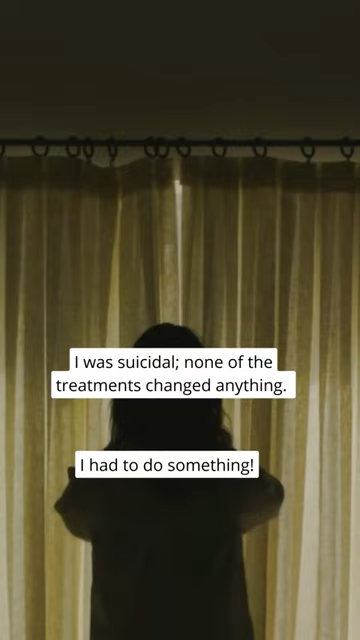 I was suicidal; none of the
treatments changed anything.
I had to do something!